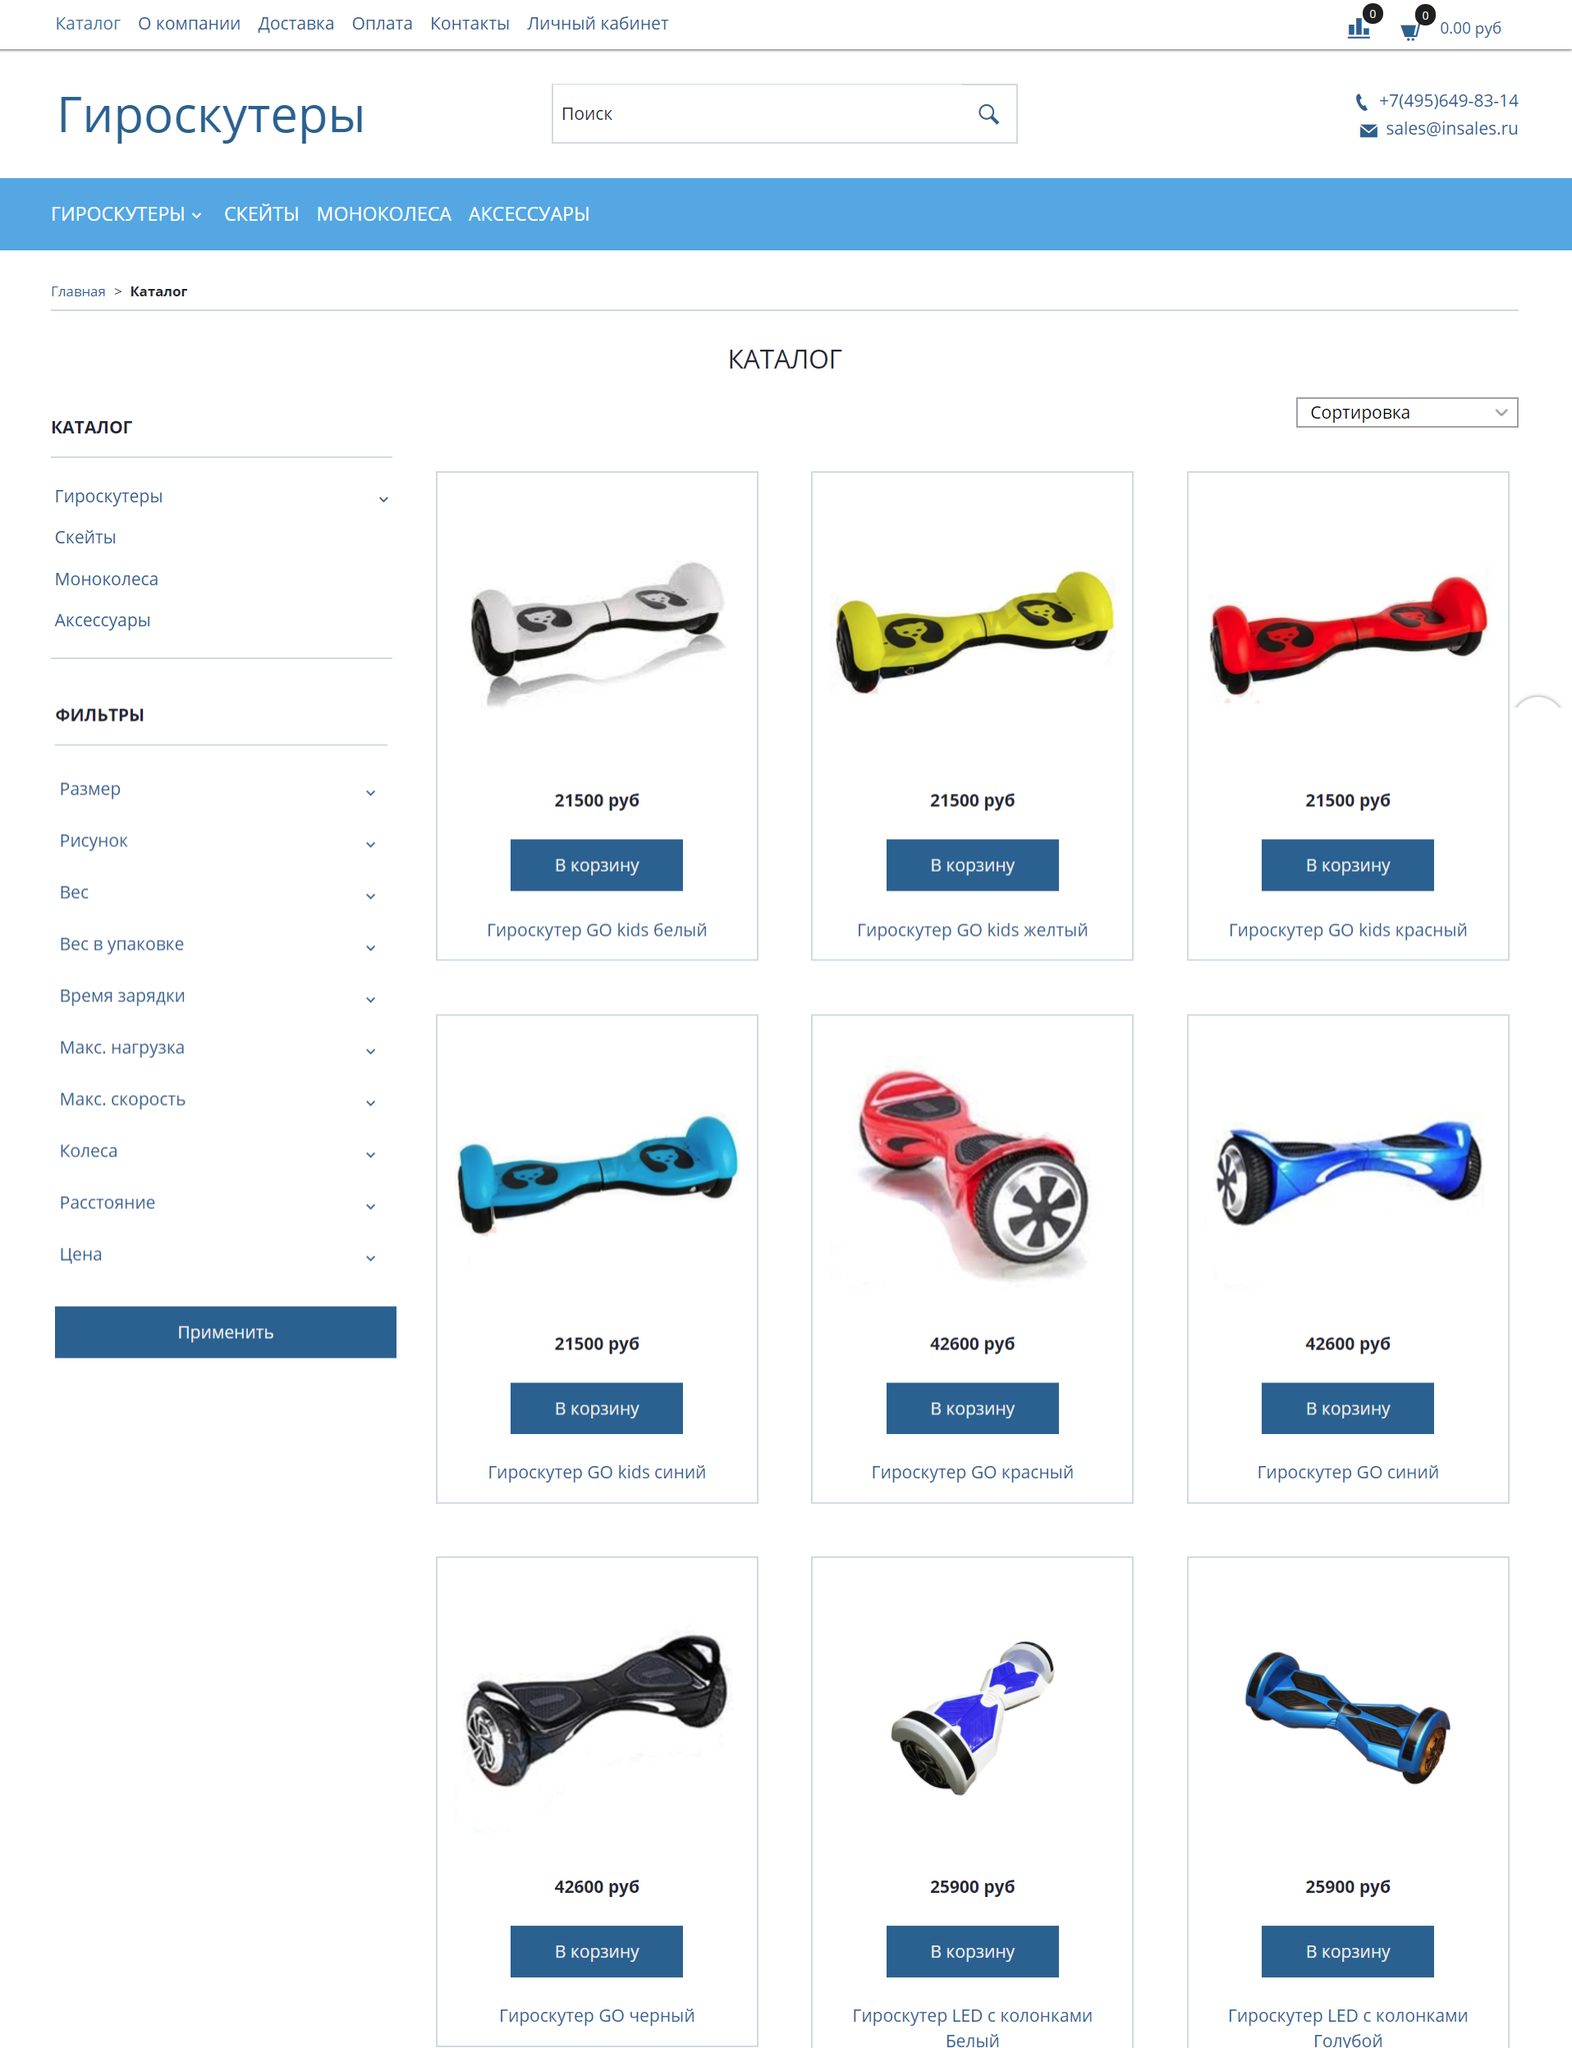 Каталог О компании Доставка Оплата Контакты Личный кабинет 0 0 0.00 руб
Гироскутеры
Поиск
+7(495)649-83-14
sales@insales.ru
ГИРОСКУТЕРЫ СКЕЙТЫ МОНОКОЛЕСА АКСЕССУАРЫ
Главная > Каталог
КАТАЛОГ
Сортировка
КАТАЛОГ
Гироскутеры
Скейты
Моноколеса
Аксессуары
ФИЛЬТРЫ
Размер
Рисунок
Вес
Вес в упаковке
Время зарядки
Макс. нагрузка
Макс. скорость
Колеса
Расстояние
Цена
Применить
21500 руб
В корзину
Гироскутер GO kids белый
21500 руб
В корзину
Гироскутер GO kids желтый
21500 руб
В корзину
Гироскутер GO kids красный
21500 руб
В корзину
Гироскутер GO kids синий
42600 руб
В корзину
Гироскутер GO красный
42600 руб
В корзину
Гироскутер GO синий
42600 руб
В корзину
Гироскутер GO черный
25900 руб
В корзину
Гироскутер LED с колонками
Белый
25900 руб
В корзину
Гироскутер LED с колонками
Голубой